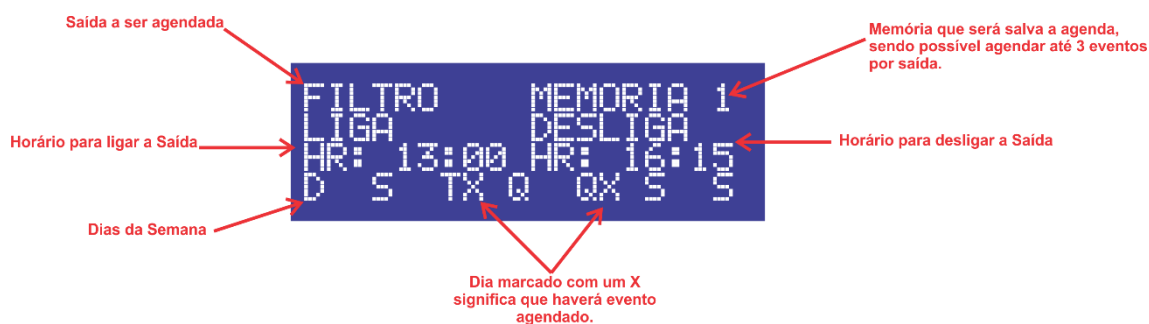 Saída a ser agendada
Memória que será salva a agenda,
sendo possível agendar até 3 eventos
por saída.
FILTRO MEMORIA 1
LIGA DESLIGA
Horário para ligar a Saída
Horário para desligar a Saída
HR: 13:00 HR: 16:15
D S TX Q QX S S
Dias da Semana
Dia marcado com um X
significa que haverá evento
agendado.